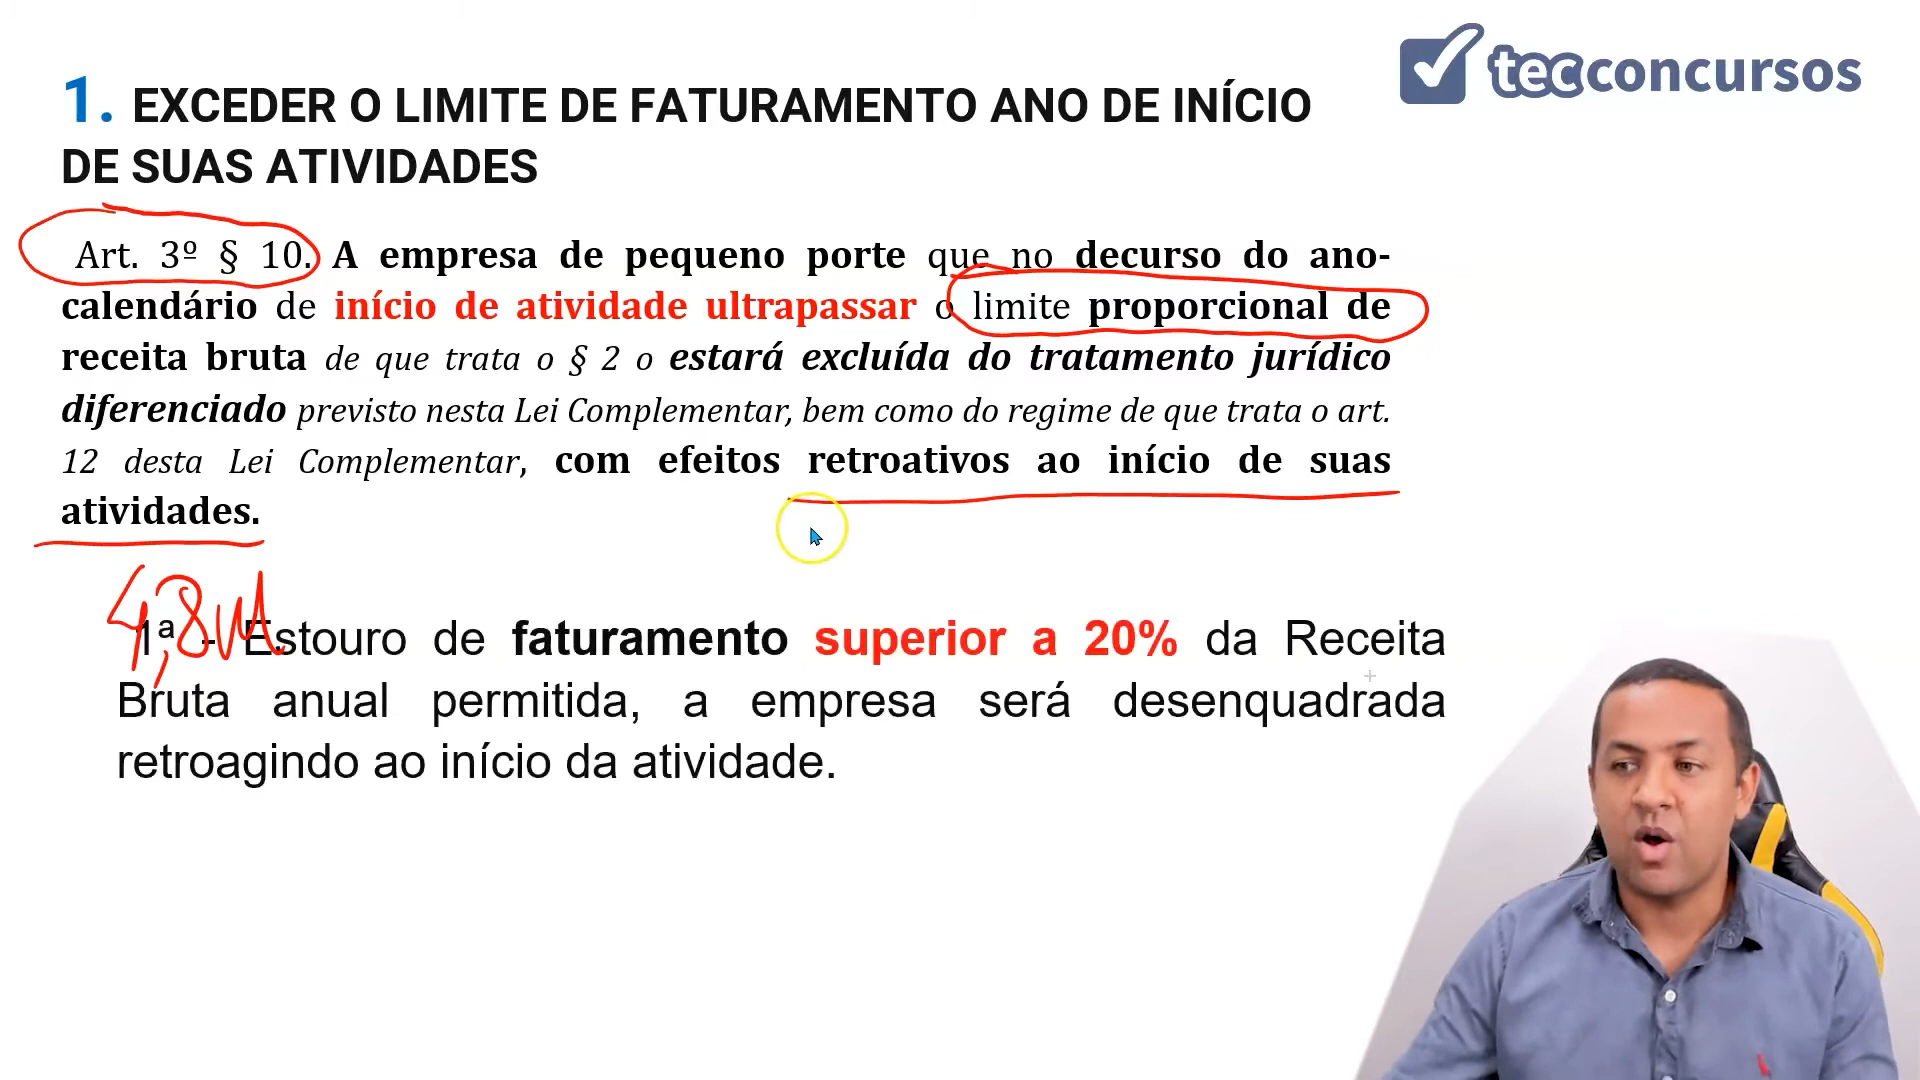 tecconcursos
1. EXCEDER O LIMITE DE FATURAMENTO ANO DE INÍCIO
DE SUAS ATIVIDADES
Art. 3º § 10. A empresa de pequeno porte que no decurso do ano-
calendário de início de atividade ultrapassar o limite proporcional de
receita bruta de que trata o § 2 o estará excluída do tratamento jurídico
diferenciado previsto nesta Lei Complementar, bem como do regime de que trata o art.
12 desta Lei Complementar, com efeitos retroativos ao início de suas
atividades.
4,8M
1ª - Estouro de faturamento superior a 20% da Receita
Bruta anual permitida, a empresa será desenquadrada
retroagindo ao início da atividade.